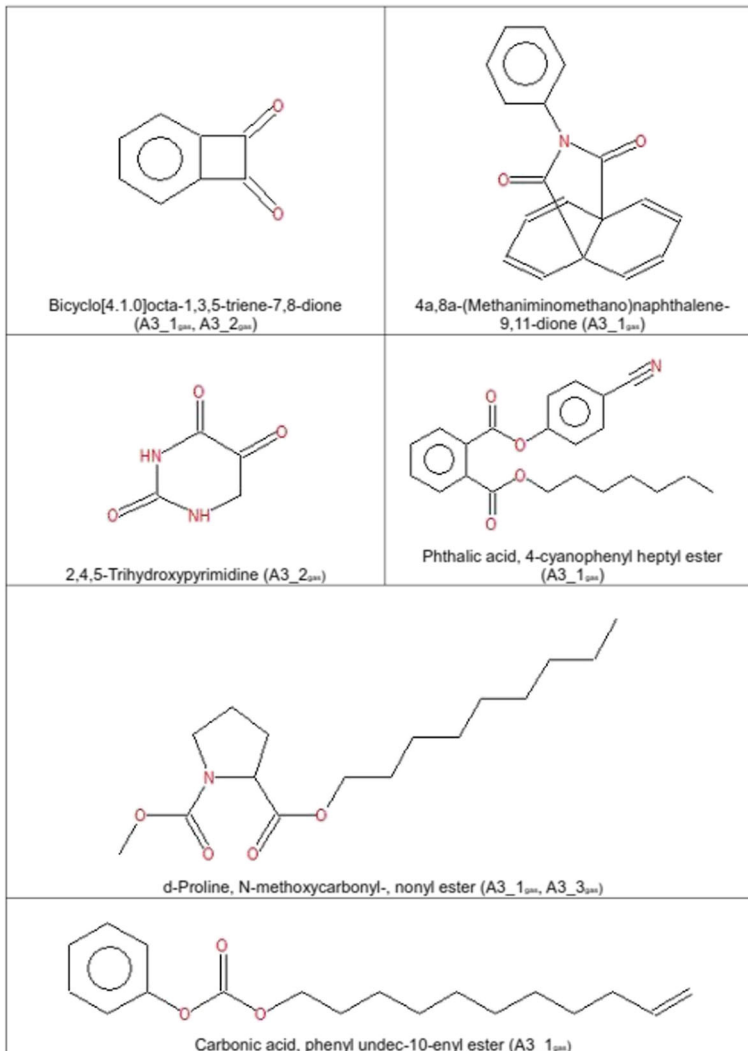 O
O
Bicyclo[4.1.0]octa-1,3,5-triene-7,8-dione
(A3_1gas, A3_2gas)
N
O
O
4a,8a-(Methaniminomethano)naphthalene-
9,11-dione (A3_1gas)
O
O
HN
O
NH
2,4,5-Trihydroxypyrimidine (A3_2gas)
N
O
O
O
O
Phthalic acid, 4-cyanophenyl heptyl ester
(A3_1gas)
N
O
O
O
O
d-Proline, N-methoxycarbonyl-, nonyl ester (A3_1gas, A3_3gas)
O
O
O
Carbonic acid, phenyl undec-10-enyl ester (A3_1gas)